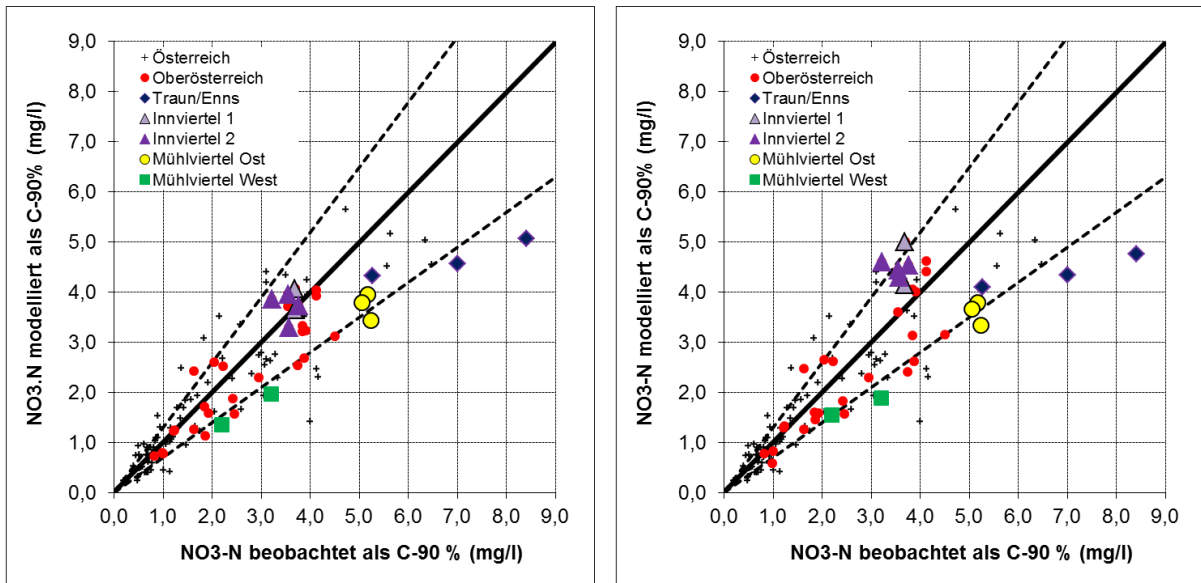 NO3.N modelliert als C-90% (mg/l)
9,0
8,0
7,0
6,0
5,0
4,0
3,0
2,0
1,0
0,0
Österreich
Oberösterreich
Traun/Enns
Innviertel 1
Innviertel 2
Mühlviertel Ost
Mühlviertel West
0,0 1,0 2,0 3,0 4,0 5,0 6,0 7,0 8,0 9,0
NO3-N beobachtet als C-90 % (mg/l)
NO3-N modelliert als C-90% (mg/l)
9,0
8,0
7,0
6,0
5,0
4,0
3,0
2,0
1,0
0,0
Österreich
Oberösterreich
Traun/Enns
Innviertel 1
Innviertel 2
Mühlviertel Ost
Mühlviertel West
0,0 1,0 2,0 3,0 4,0 5,0 6,0 7,0 8,0 9,0
NO3-N beobachtet als C-90 % (mg/l)